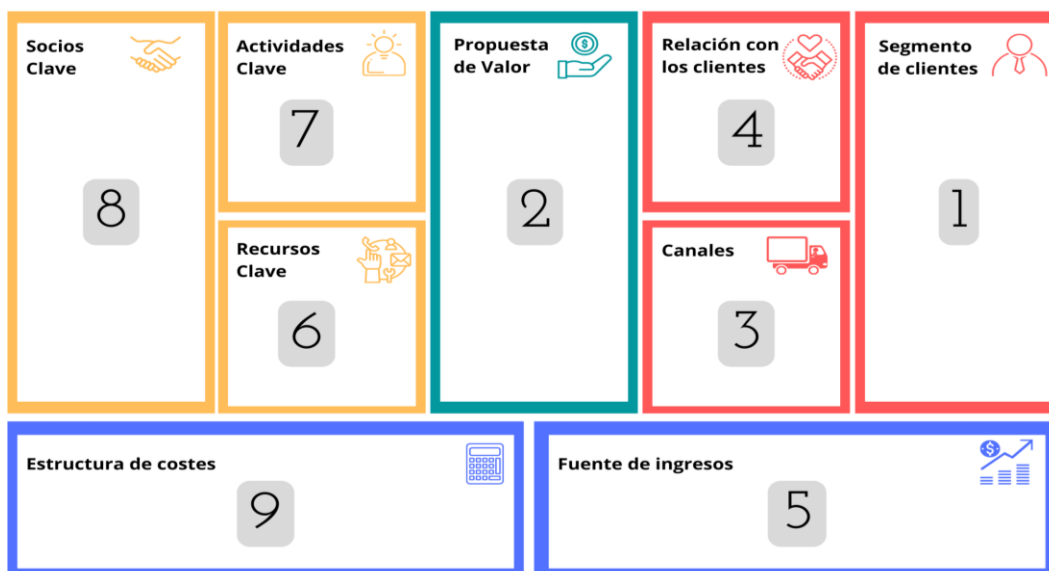 Socios
Clave
8
Actividades
Clave
7
Recursos
Clave
6
Propuesta
de Valor
$
2
Relación con
los clientes
4
Canales
3
Segmento
de clientes
1
Estructura de costes
9
Fuente de ingresos
$
5